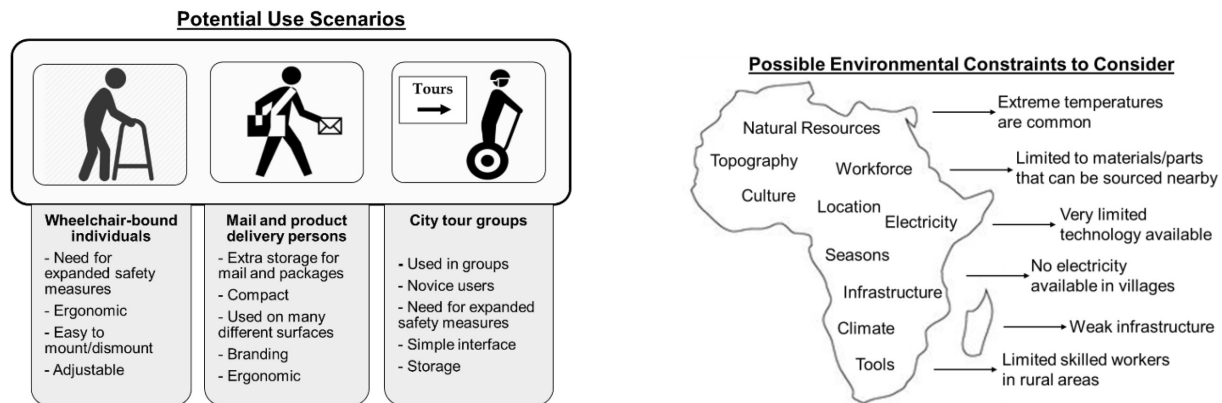 Potential Use Scenarios
Tours
Wheelchair-bound
individuals
- Need for
expanded safety
measures
- Ergonomic
- Easy to
mount/dismount
- Adjustable
Mail and product
delivery persons
- Extra storage for
mail and packages
- Compact
- Used on many
different surfaces
- Branding
- Ergonomic
City tour groups
- Used in groups
- Novice users
- Need for expanded
safety measures
- Simple interface
- Storage
Possible Environmental Constraints to Consider
Natural Resources
Topography
Workforce
Culture
Location
Electricity
Seasons
Infrastructure
Climate
Tools
Extreme temperatures
are common
Limited to materials/parts
that can be sourced nearby
Very limited
technology available
No electricity
available in villages
Weak infrastructure
Limited skilled workers
in rural areas